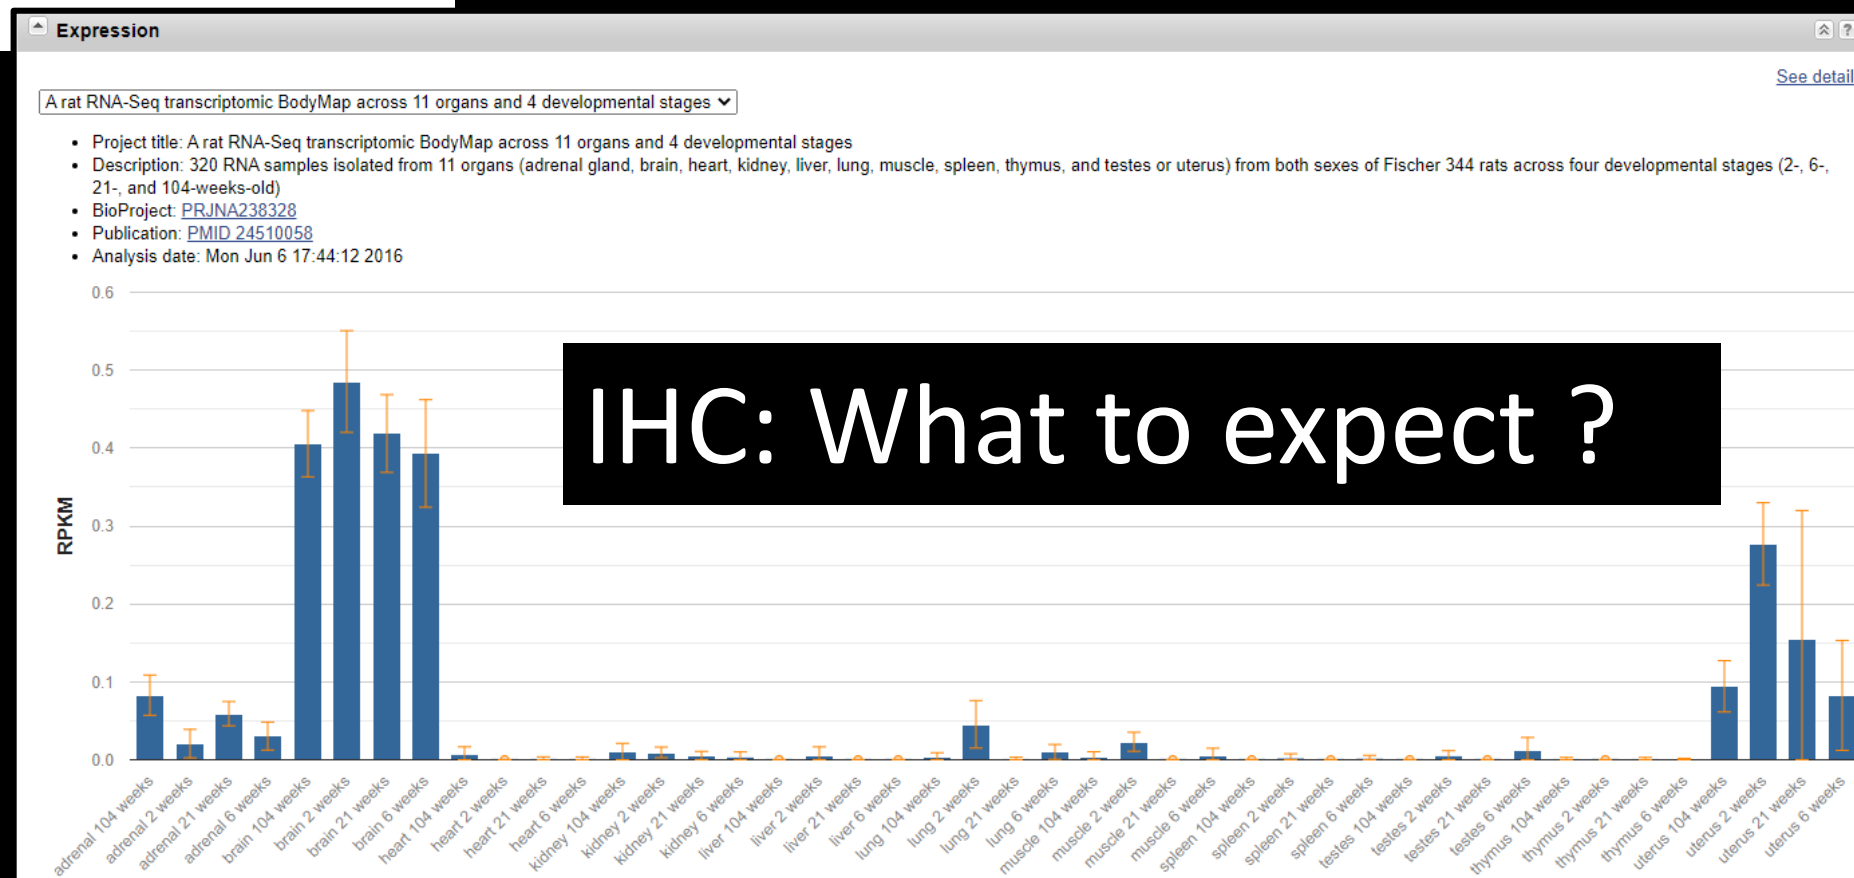 Expression
?
See detail
A rat RNA-Seq transcriptomic BodyMap across 11 organs and 4 developmental stages
Project title: A rat RNA-Seq transcriptomic BodyMap across 11 organs and 4 developmental stages
Description: 320 RNA samples isolated from 11 organs (adrenal gland, brain, heart, kidney, liver, lung, muscle, spleen, thymus, and testes or uterus) from both sexes of Fischer 344 rats across four developmental stages (2-, 6-,
21-, and 104-weeks-old)
BioProject: PRJNA238328
Publication: PMID 24510058
Analysis date: Mon Jun 6 17:44:12 2016
IHC: What to expect ?
RPKM
0.6
0.5
0.4
0.3
0.2
0.1
0.0
adrenal 104 weeks
adrenal 2 weeks
adrenal 21 weeks
adrenal 6 weeks
brain 104 weeks
brain 2 weeks
brain 21 weeks
brain 6 weeks
heart 104 weeks
heart 2 weeks
heart 21 weeks
heart 6 weeks
kidney 104 weeks
kidney 2 weeks
kidney 21 weeks
kidney 6 weeks
liver 104 weeks
liver 2 weeks
liver 21 weeks
liver 6 weeks
lung 104 weeks
lung 2 weeks
lung 21 weeks
lung 6 weeks
muscle 104 weeks
muscle 2 weeks
muscle 21 weeks
muscle 6 weeks
spleen 104 weeks
spleen 2 weeks
spleen 21 weeks
spleen 6 weeks
testes 104 weeks
testes 2 weeks
testes 21 weeks
testes 6 weeks
thymus 104 weeks
thymus 2 weeks
thymus 21 weeks
thymus 6 weeks
uterus 104 weeks
uterus 2 weeks
uterus 21 weeks
uterus 6 weeks